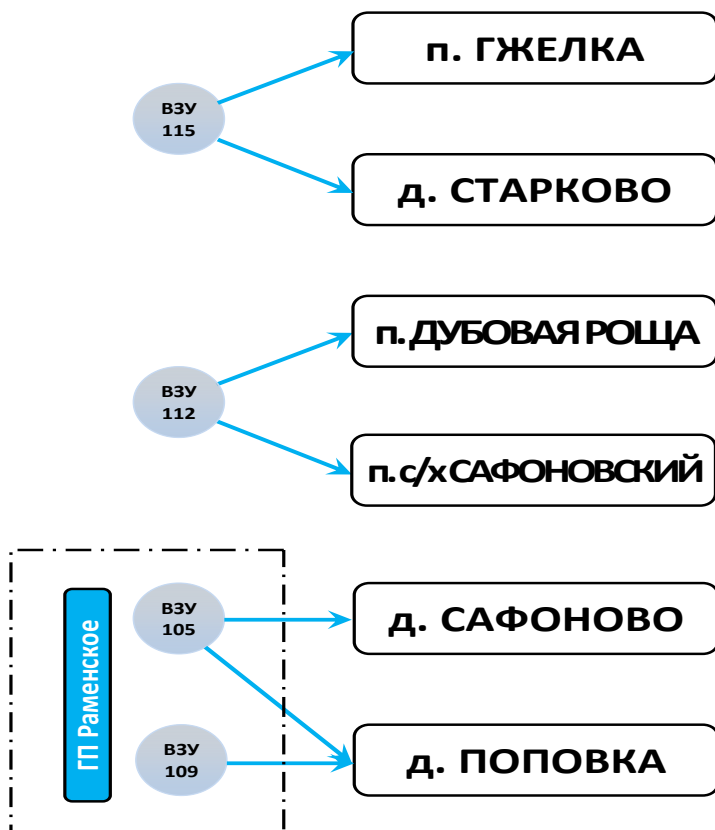 п. ГЖЕЛКА
ВЗУ
115
д. СТАРКОВО
п. ДУБОВАЯ РОЩА
ВЗУ
112
п. с/х САФОНОВСКИЙ
ГП Раменское
ВЗУ
105
д. САФОНОВО
ВЗУ
109
д. ПОПОВКА